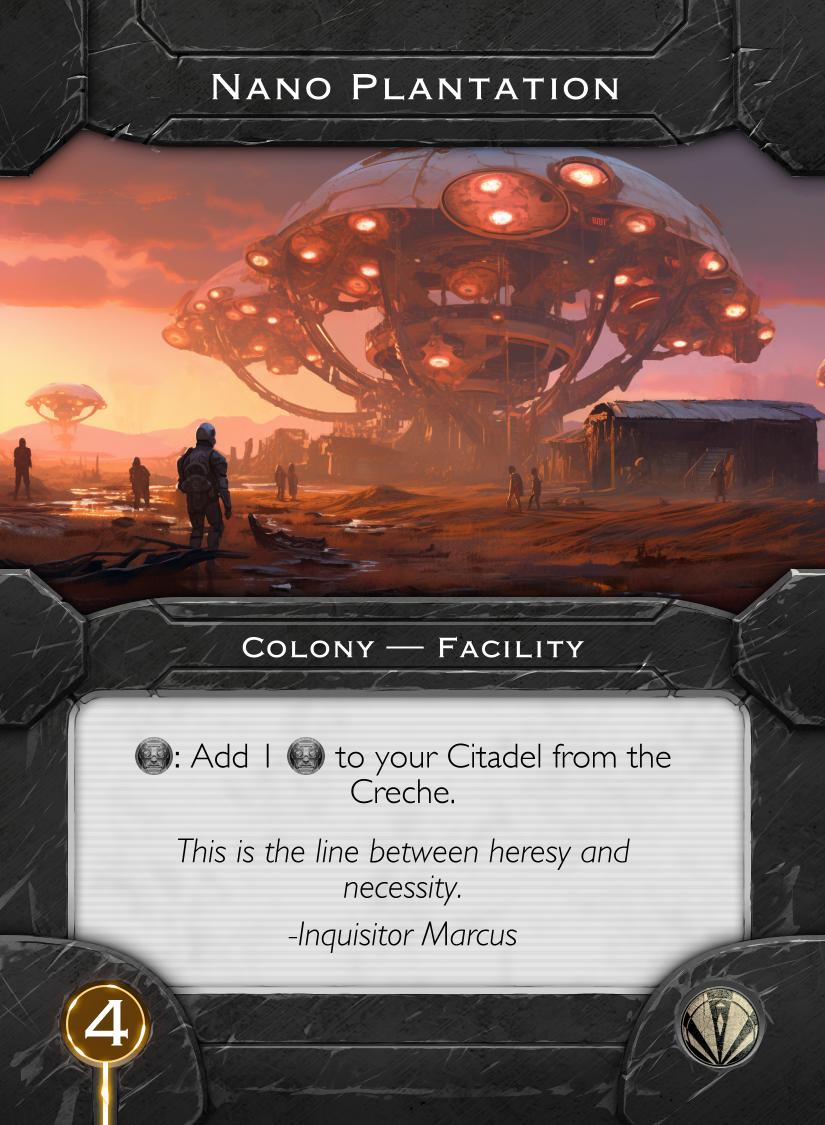 Nano Plantation
Colony — Facility
: Add 1 to your Citadel from the
Creche.
This is the line between heresy and
necessity.
-Inquisitor Marcus
4